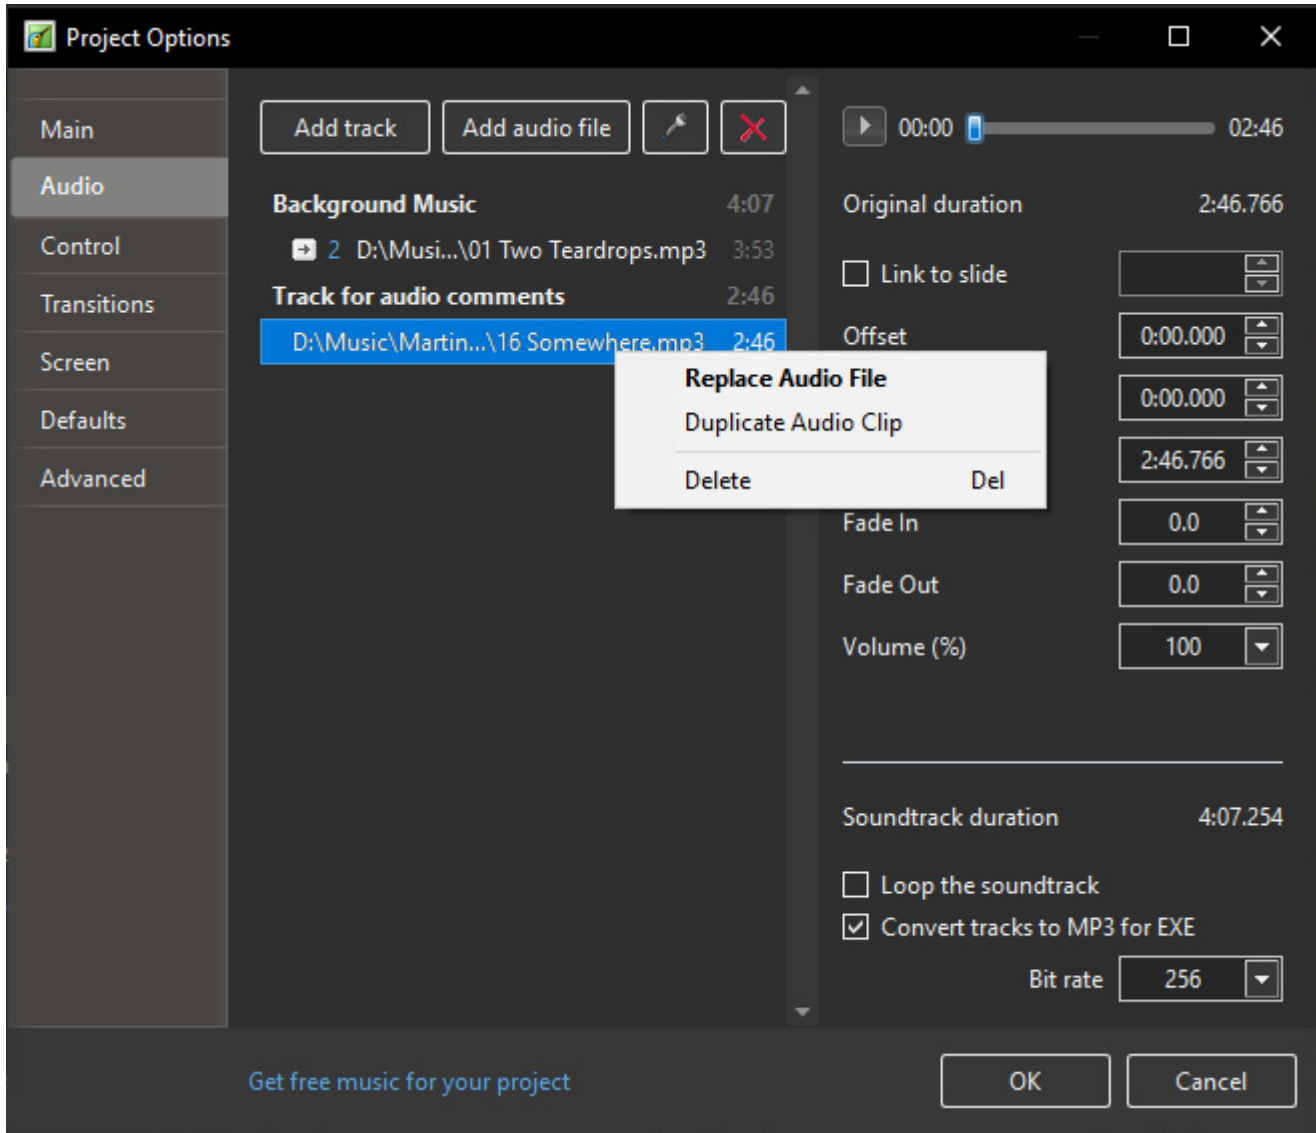 Project Options
Main
Audio
Control
Transitions
Screen
Defaults
Advanced
Add track
Add audio file
Background Music 4:07
2 D:\Musi...\01 Two Teardrops.mp3 3:53
Track for audio comments 2:46
D:\Music\Martin...\16 Somewhere.mp3 2:46
Replace Audio File
Duplicate Audio Clip
Delete Del
00:00 02:46
Original duration 2:46.766
Link to slide
Offset 0:00.000
0:00.000
2:46.766
Fade In 0.0
Fade Out 0.0
Volume (%) 100
Soundtrack duration 4:07.254
Loop the soundtrack
Convert tracks to MP3 for EXE
Bit rate 256
Get free music for your project
OK
Cancel